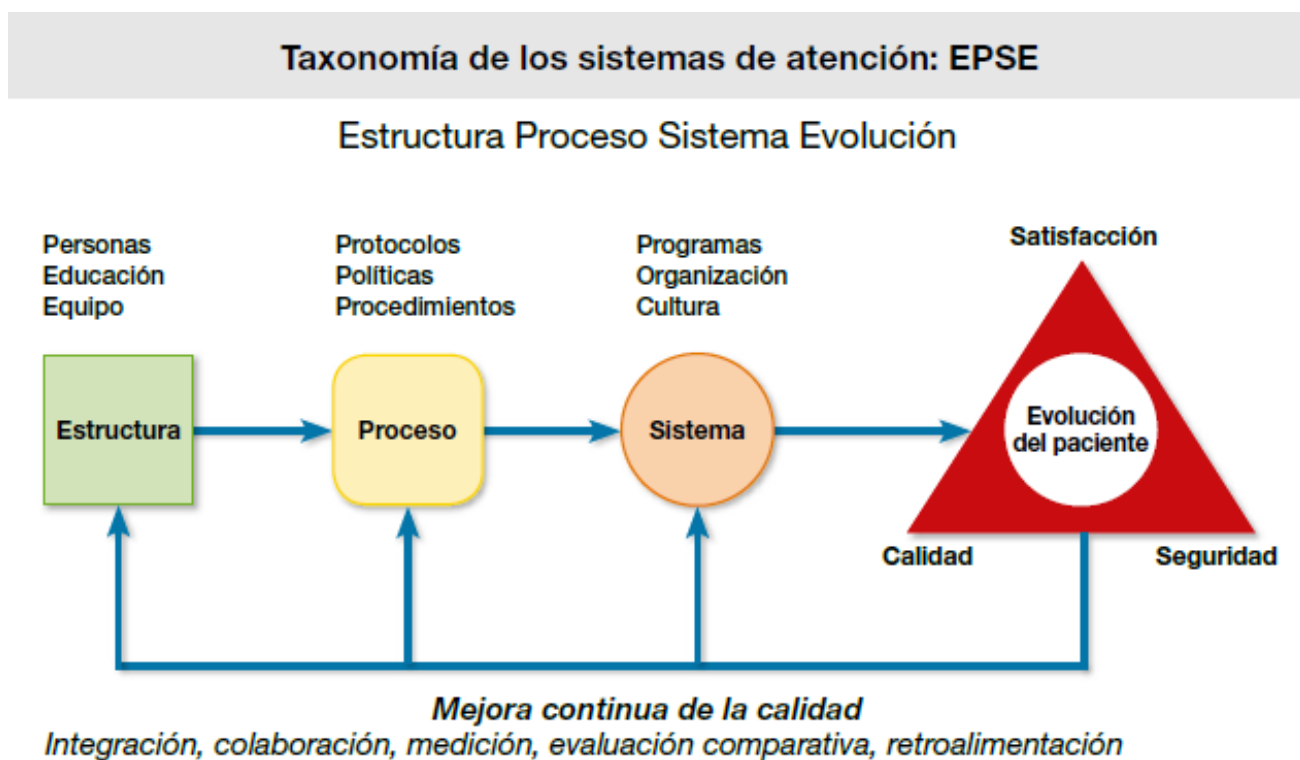 Taxonomía de los sistemas de atención: EPSE
Estructura Proceso Sistema Evolución
Personas
Educación
Equipo
Protocolos
Políticas
Procedimientos
Programas
Organización
Cultura
Satisfacción
Estructura
Proceso
Sistema
Evolución
del paciente
Calidad
Seguridad
Mejora continua de la calidad
Integración, colaboración, medición, evaluación comparativa, retroalimentación